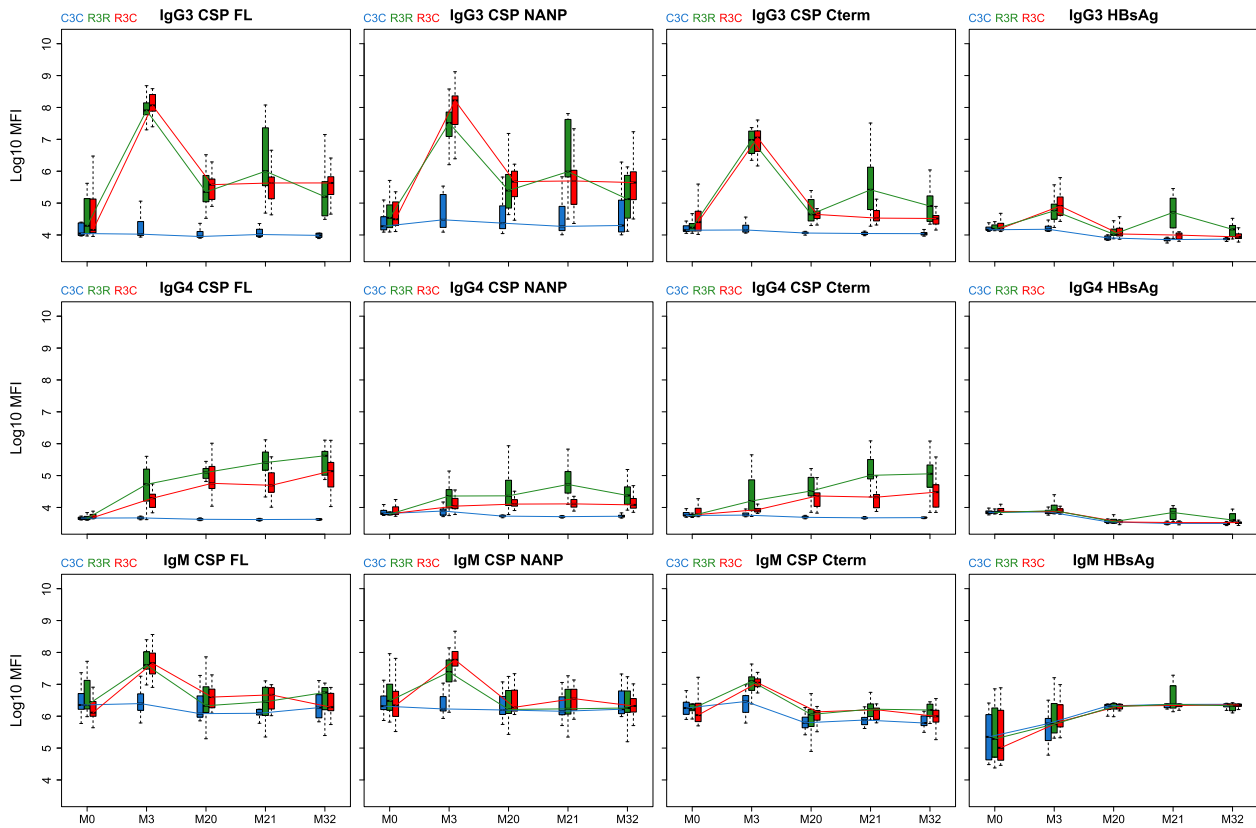 C3C R3R R3C IgG3 CSP FL
C3C R3R R3C IgG3 CSP NANP
C3C R3R R3C IgG3 CSP Cterm
C3C R3R R3C IgG3 HBsAg
Log10 MFI
10
9
8
7
6
5
4
C3C R3R R3C IgG4 CSP FL
C3C R3R R3C IgG4 CSP NANP
C3C R3R R3C IgG4 CSP Cterm
C3C R3R R3C IgG4 HBsAg
Log10 MFI
10
9
8
7
6
5
4
C3C R3R R3C IgM CSP FL
C3C R3R R3C IgM CSP NANP
C3C R3R R3C IgM CSP Cterm
C3C R3R R3C IgM HBsAg
Log10 MFI
10
9
8
7
6
5
4
M0 M3 M20 M21 M32
M0 M3 M20 M21 M32
M0 M3 M20 M21 M32
M0 M3 M20 M21 M32